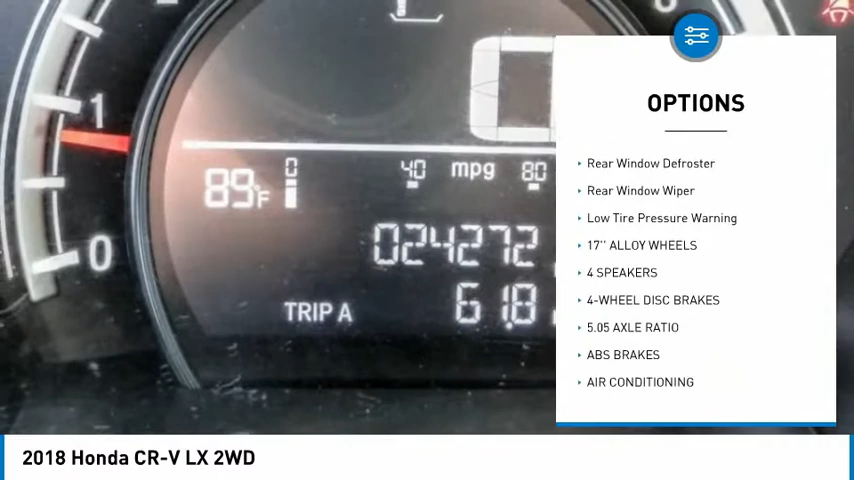 1
0
89°F
0
40
mpg
80
024272
TRIP A
61.8
OPTIONS
Rear Window Defroster
Rear Window Wiper
Low Tire Pressure Warning
17'' ALLOY WHEELS
4 SPEAKERS
4-WHEEL DISC BRAKES
5.05 AXLE RATIO
ABS BRAKES
AIR CONDITIONING
2018 Honda CR-V LX 2WD